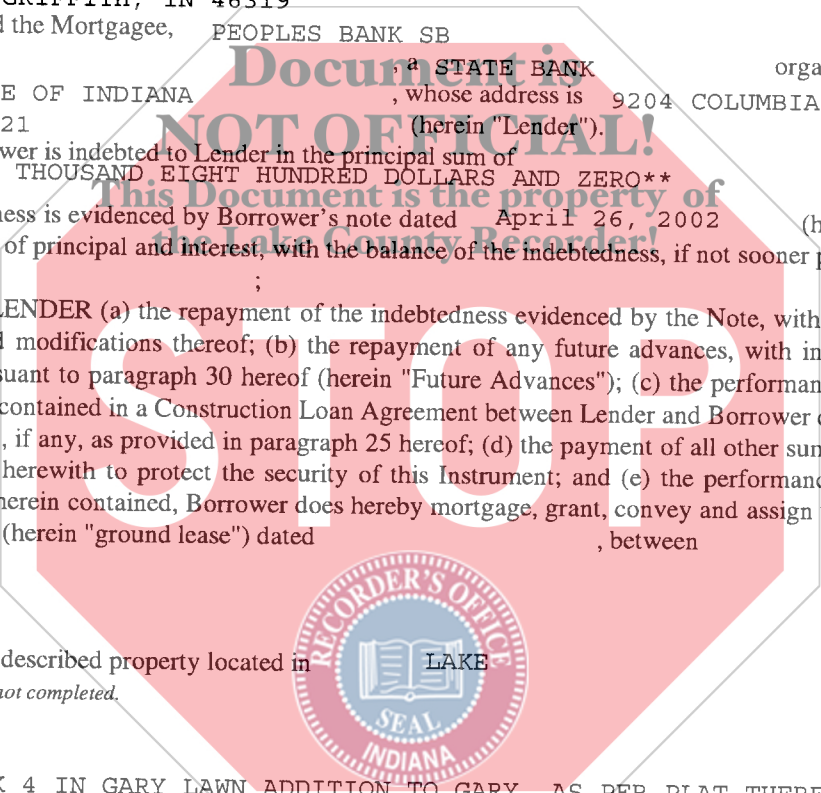 GRIFFITH, IN 46319
d the Mortgagee, PEOPLES BANK SB
, a STATE BANK orga
E OF INDIANA , whose address is 9204 COLUMBIA
21 (herein "Lender").
wer is indebted to Lender in the principal sum of
THOUSAND EIGHT HUNDRED DOLLARS AND ZERO**
ness is evidenced by Borrower's note dated April 26, 2002 (h
of principal and interest, with the balance of the indebtedness, if not sooner p
;
LENDER (a) the repayment of the indebtedness evidenced by the Note, with
d modifications thereof; (b) the repayment of any future advances, with in
suant to paragraph 30 hereof (herein "Future Advances"); (c) the performan
contained in a Construction Loan Agreement between Lender and Borrower
, if any, as provided in paragraph 25 hereof; (d) the payment of all other sum
herewith to protect the security of this Instrument; and (e) the performanc
herein contained, Borrower does hereby mortgage, grant, convey and assign
(herein "ground lease") dated , between
described property located in LAKE
not completed.
K 4 IN GARY LAWN ADDITION TO GARY, AS PER PLAT THERE
Document is
NOT OFFICIAL!
This Document is the property of
the Lake County Recorder!
STOP
RECORDER'S OFFICE
SEAL
INDIANA